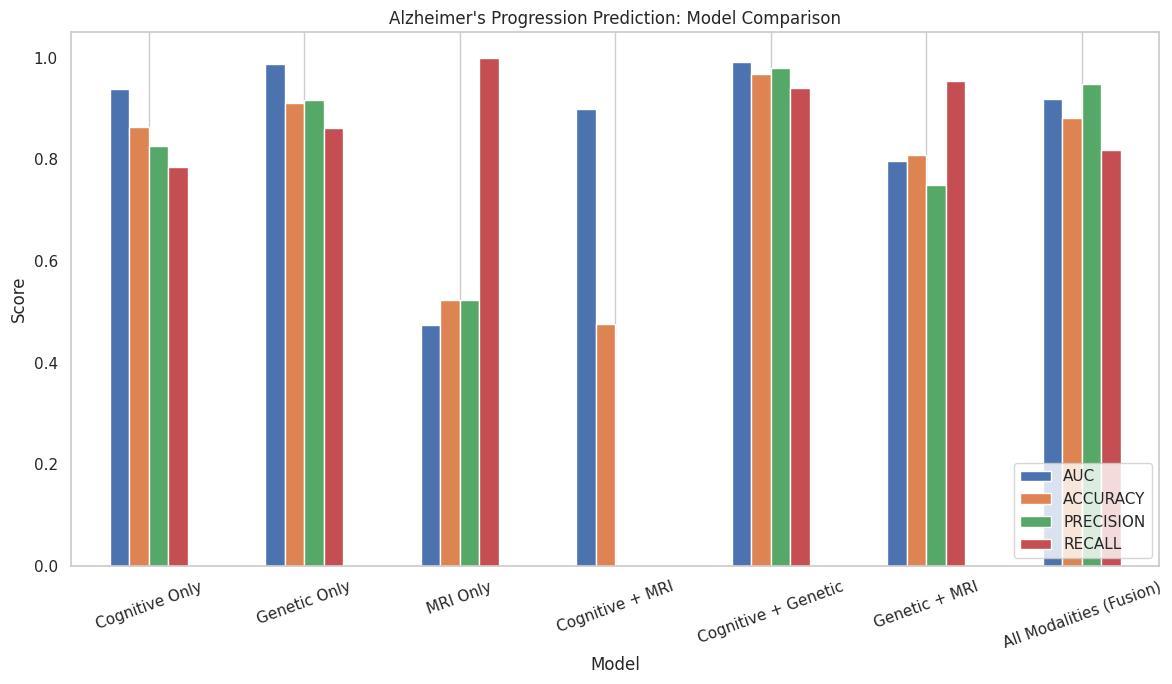 Alzheimer's Progression Prediction: Model Comparison
Score
1.0
0.8
0.6
0.4
0.2
0.0
AUC
ACCURACY
PRECISION
RECALL
Cognitive Only
Genetic Only
MRI Only
Cognitive + MRI
Cognitive + Genetic
Genetic + MRI
All Modalities (Fusion)
Model